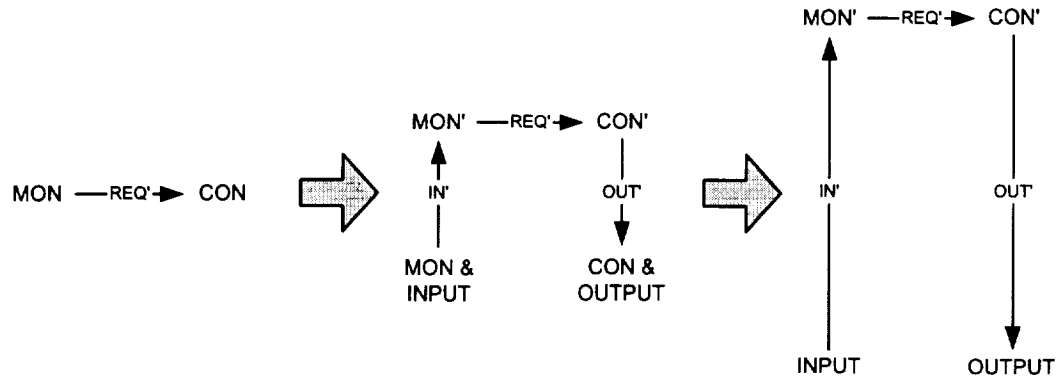 MON REQ' CON
MON' REQ' CON'
IN' OUT'
MON & CON &
INPUT OUTPUT
MON' REQ' CON'
IN' OUT'
INPUT OUTPUT